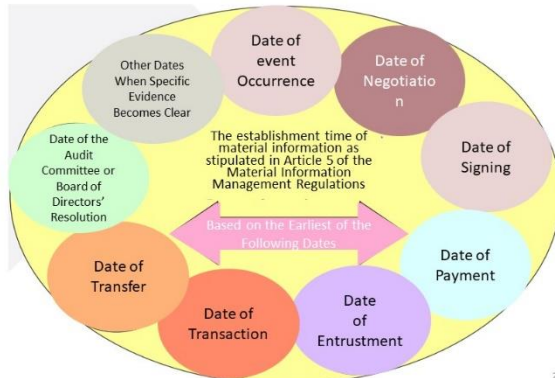 Date of
event
Occurrence
Date of
Negotiatio
n
Date of
Signing
Date of
Payment
Date
of
Entrustment
Date of
Transaction
Date of
Transfer
Date of the
Audit
Committee or
Board of
Directors’
Resolution
Other Dates
When Specific
Evidence
Becomes Clear
The establishment time of
material information as
stipulated in Article 5 of the
Material Information
Management Regulations
Based on the Earliest of the
Following Dates